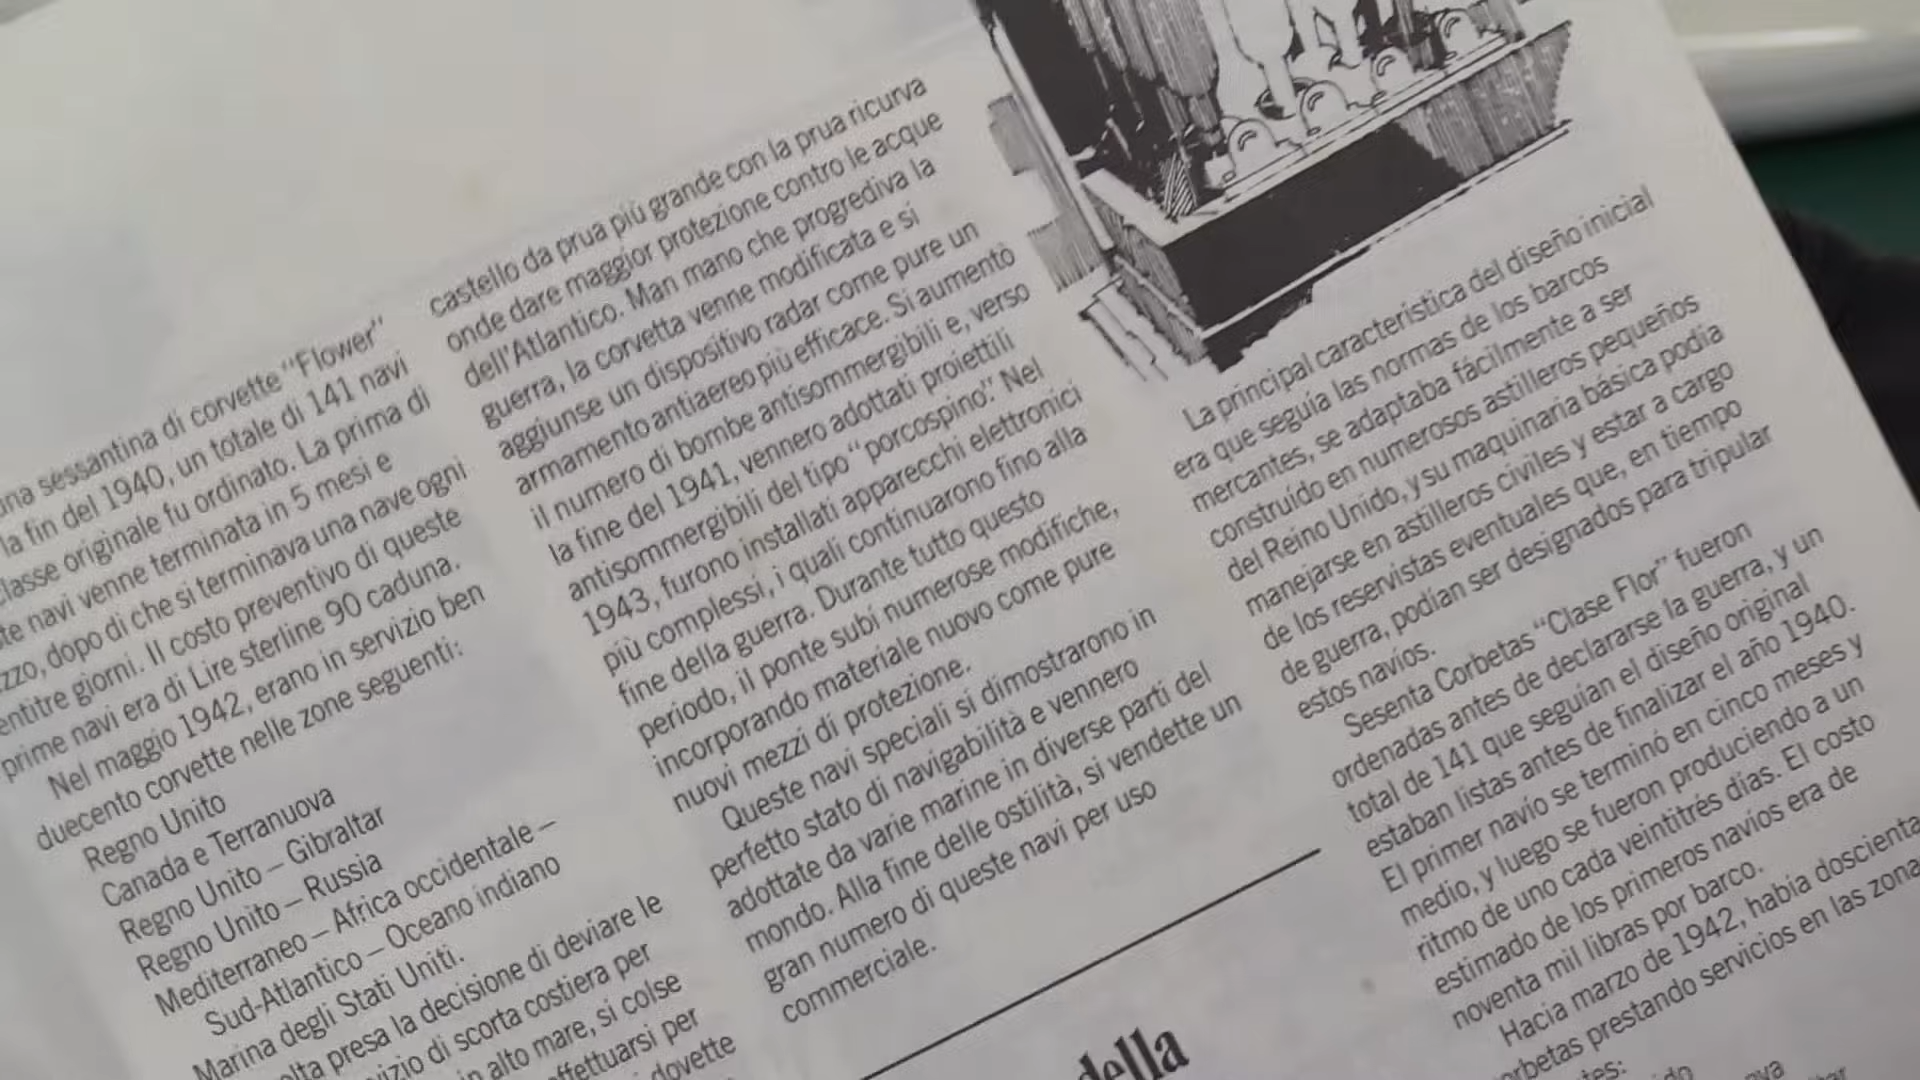 una sessantina di corvette “Flower”
la fin del 1940, un totale di 141 navi
classe originale fu ordinato. La prima di
te navi venne terminata in 5 mesi e
zzo, dopo di che si terminava una nave ogni
entitre giorni. Il costo preventivo di queste
prime navi era di Lire sterline 90 caduna.
Nel maggio 1942, erano in servizio ben
duecento corvette nelle zone seguenti:
Regno Unito
Canada e Terranuova
Regno Unito – Gibraltar
Regno Unito – Russia
Mediterraneo – Africa occidentale –
Sud-Atlantico – Oceano indiano
Marina degli Stati Uniti.
olta presa la decisione di deviare le
vizio di scorta costiera per
in alto mare, si colse
effettuarsi per
dovette
castello da prua più grande con la prua ricurva
onde dare maggior protezione contro le acque
dell'Atlantico. Man mano che progrediva la
guerra, la corvetta venne modificata e si
aggiunse un dispositivo radar come pure un
armamento antiaereo più efficace. Si aumentò
il numero di bombe antisommergibili e, verso
la fine del 1941, vennero adottati proiettili
antisommergibili del tipo “porcospino”. Nel
1943, furono installati apparecchi elettronici
più complessi, i quali continuarono fino alla
fine della guerra. Durante tutto questo
periodo, il ponte subì numerose modifiche,
incorporando materiale nuovo come pure
nuovi mezzi di protezione.
Queste navi speciali si dimostrarono in
perfetto stato di navigabilità e vennero
adottate da varie marine in diverse parti del
mondo. Alla fine delle ostilità, si vendette un
gran numero di queste navi per uso
commerciale.
della
La principal caracteristica del diseño inicial
era que seguía las normas de los barcos
mercantes, se adaptaba fácilmente a ser
construído en numerosos astilleros pequeños
del Reino Unido, y su maquinaria básica podía
manejarse en astilleros civiles y estar a cargo
de los reservistas eventuales que, en tiempo
de guerra, podían ser designados para tripular
estos navíos.
Sesenta Corbetas “Clase Flor” fueron
ordenadas antes de declararse la guerra, y un
total de 141 que seguían el diseño original
estaban listas antes de finalizar el año 1940.
El primer navío se terminó en cinco meses y
medio, y luego se fueron produciendo a un
ritmo de uno cada veintitrés días. El costo
estimado de los primeros navíos era de
noventa mil libras por barco.
Hacia marzo de 1942, había doscienta
orbetas prestando servicios en las zona
tes: